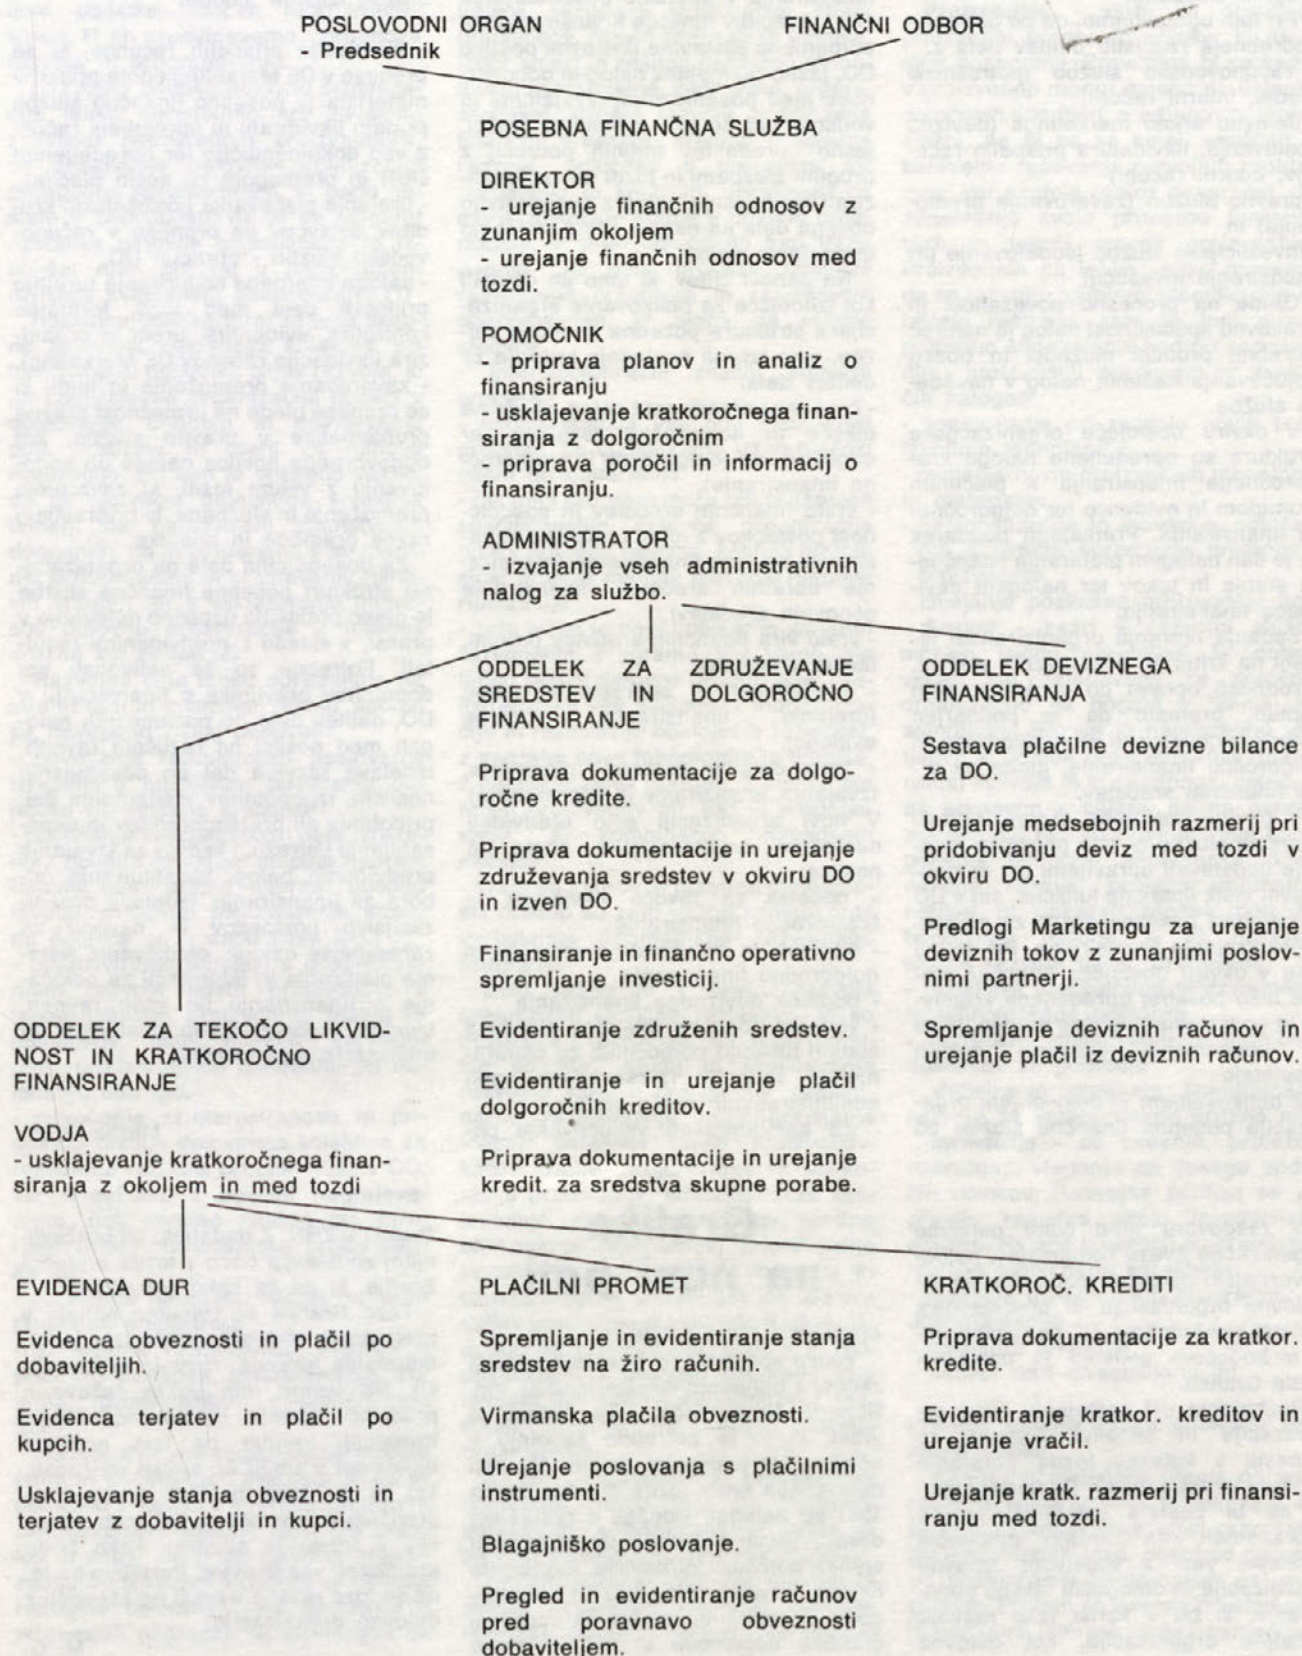 POSLOVODNI ORGAN
- Predsednik
FINANČNI ODBOR
POSEBNA FINANČNA SLUŽBA
DIREKTOR
- urejanje finančnih odnosov z
zunanjim okoljem
- urejanje finančnih odnosov med
tozdi.
POMOČNIK
- priprava planov in analiz o
finansiranju
- usklajevanje kratkoročnega finan-
siranja z dolgoročnim
- priprava poročil in informacij o
finansiranju.
ADMINISTRATOR
- izvajanje vseh administrativnih
nalog za službo.
ODDELEK ZA ZDRUŽEVANJE
SREDSTEV IN DOLGOROČNO
FINANSIRANJE
Priprava dokumentacije za dolgo-
ročne kredite.
Priprava dokumentacije in urejanje
združevanja sredstev v okviru DO
in izven DO.
Finansiranje in finančno operativno
spremljanje investicij.
Evidentiranje združenih sredstev.
Evidentiranje in urejanje plačil
dolgoročnih kreditov.
Priprava dokumentacije in urejanje
kredit. za sredstva skupne porabe.
ODDELEK DEVIZNEGA
FINANSIRANJA
Sestava plačilne devizne bilance
za DO.
Urejanje medsebojnih razmerij pri
pridobivanju deviz med tozdi v
okviru DO.
Predlogi Marketingu za urejanje
deviznih tokov z zunanjimi poslov-
nimi partnerji.
Spremljanje deviznih računov in
urejanje plačil iz deviznih računov.
ODDELEK ZA TEKOČO LIKVID-
NOST IN KRATKOROČNO
FINANSIRANJE
VODJA
- usklajevanje kratkoročnega finan-
siranja z okoljem in med tozdi
EVIDENCA DUR
Evidenca obveznosti in plačil po
dobaviteljih.
Evidenca terjatev in plačil po
kupcih.
Usklajevanje stanja obveznosti in
terjatev z dobavitelji in kupci.
PLAČILNI PROMET
Spremljanje in evidentiranje stanja
sredstev na žiro računih.
Virmanska plačila obveznosti.
Urejanje poslovanja s plačilnimi
instrumenti.
Blagajniško poslovanje.
Pregled in evidentiranje računov
pred poravnavo obveznosti
dobaviteljem.
KRATKOROČ. KREDITI
Priprava dokumentacije za kratkor.
kredite.
Evidentiranje kratkor. kreditov in
urejanje vračil.
Urejanje kratk. razmerij pri finansi-
ranju med tozdi.